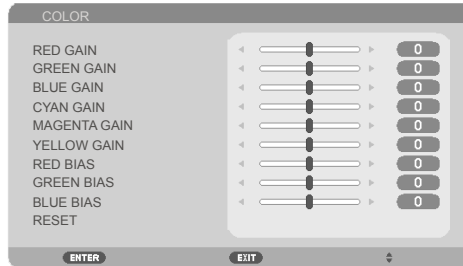 COLOR
RED GAIN 0
GREEN GAIN 0
BLUE GAIN 0
CYAN GAIN 0
MAGENTA GAIN 0
YELLOW GAIN 0
RED BIAS 0
GREEN BIAS 0
BLUE BIAS 0
RESET
ENTER EXIT